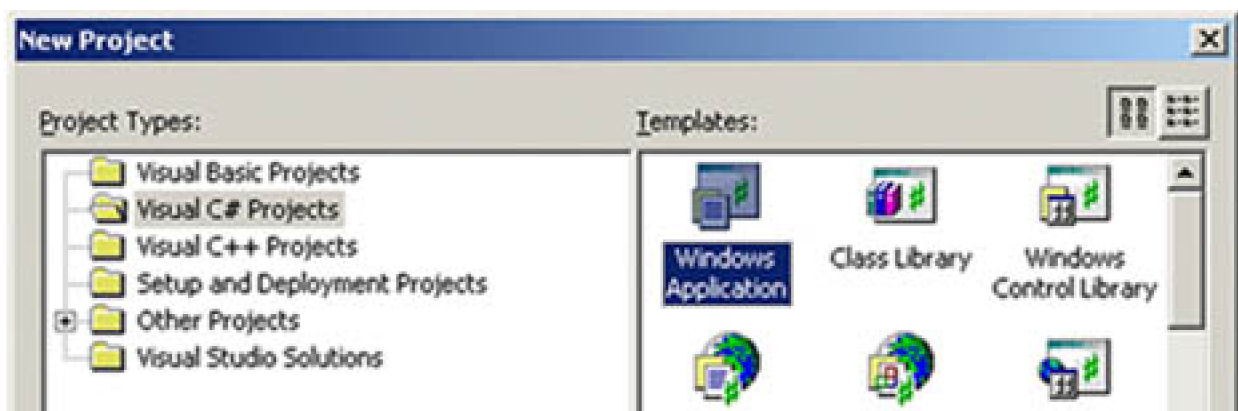 New Project
Project Types:
Templates:
Visual Basic Projects
Visual C# Projects
Visual C++ Projects
Setup and Deployment Projects
Other Projects
Visual Studio Solutions
Windows
Application
Class Library
Windows
Control Library